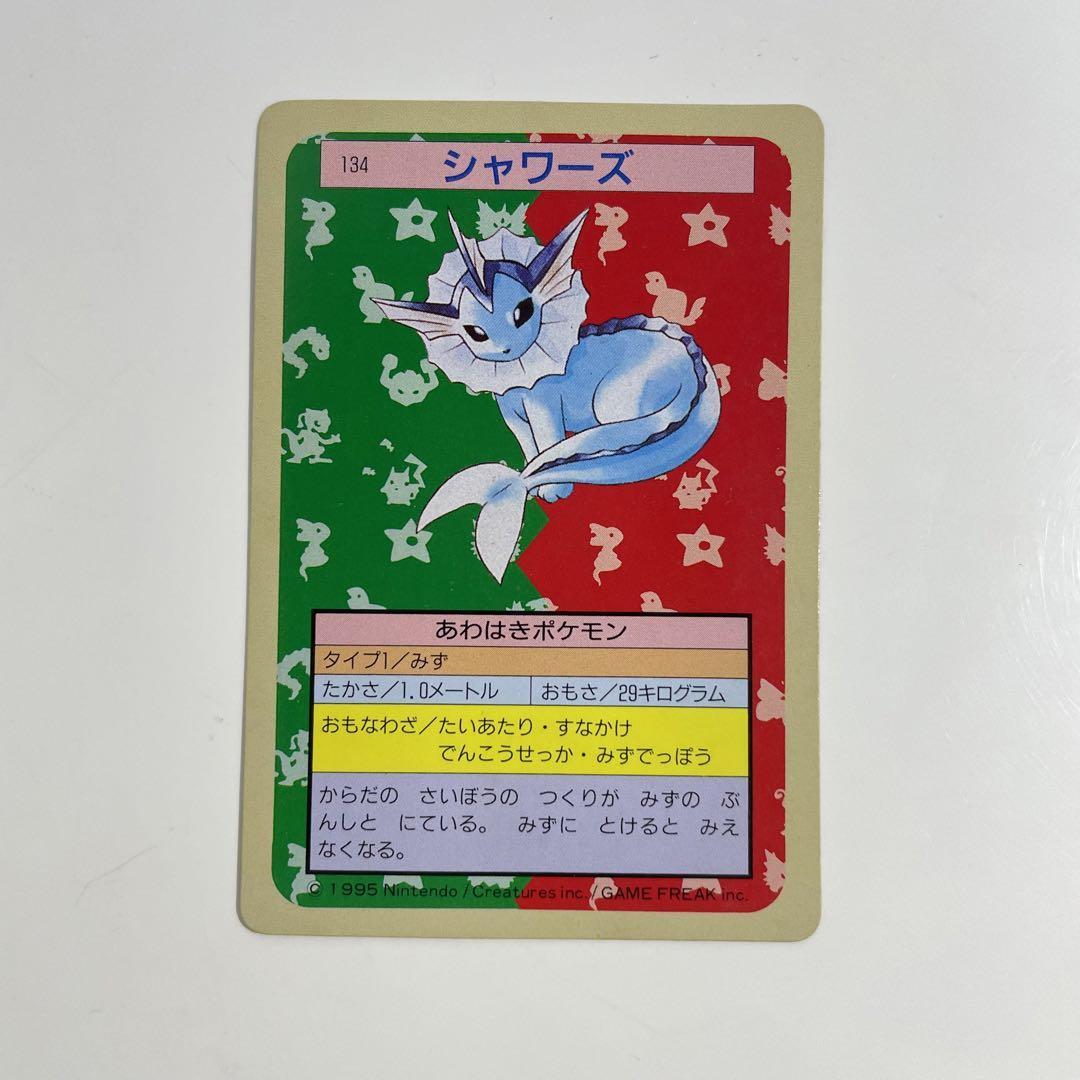 134 シャワーズ
あわはきポケモン
タイプ1/みず
たかさ/1.0メートル おもさ/29キログラム
おもなわざ/たいあたり・すなかけ
でんこうせっか・みずでっぽう
からだの さいぼうの つくりが みずの ぶ
んしと にている。 みずに とけると みえ
なくなる。
© 1995 Nintendo / Creatures inc. / GAME FREAK inc.